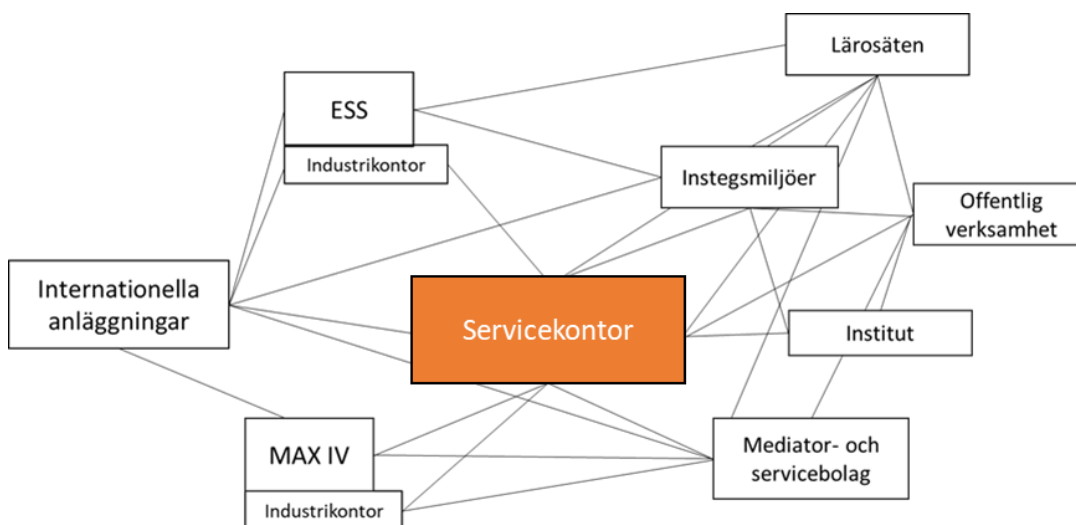 Lärosäten
ESS
Industrikontor
Instegsmiljöer
Offentlig
verksamhet
Internationella
anläggningar
Servicekontor
Institut
MAX IV
Industrikontor
Mediator- och
servicebolag